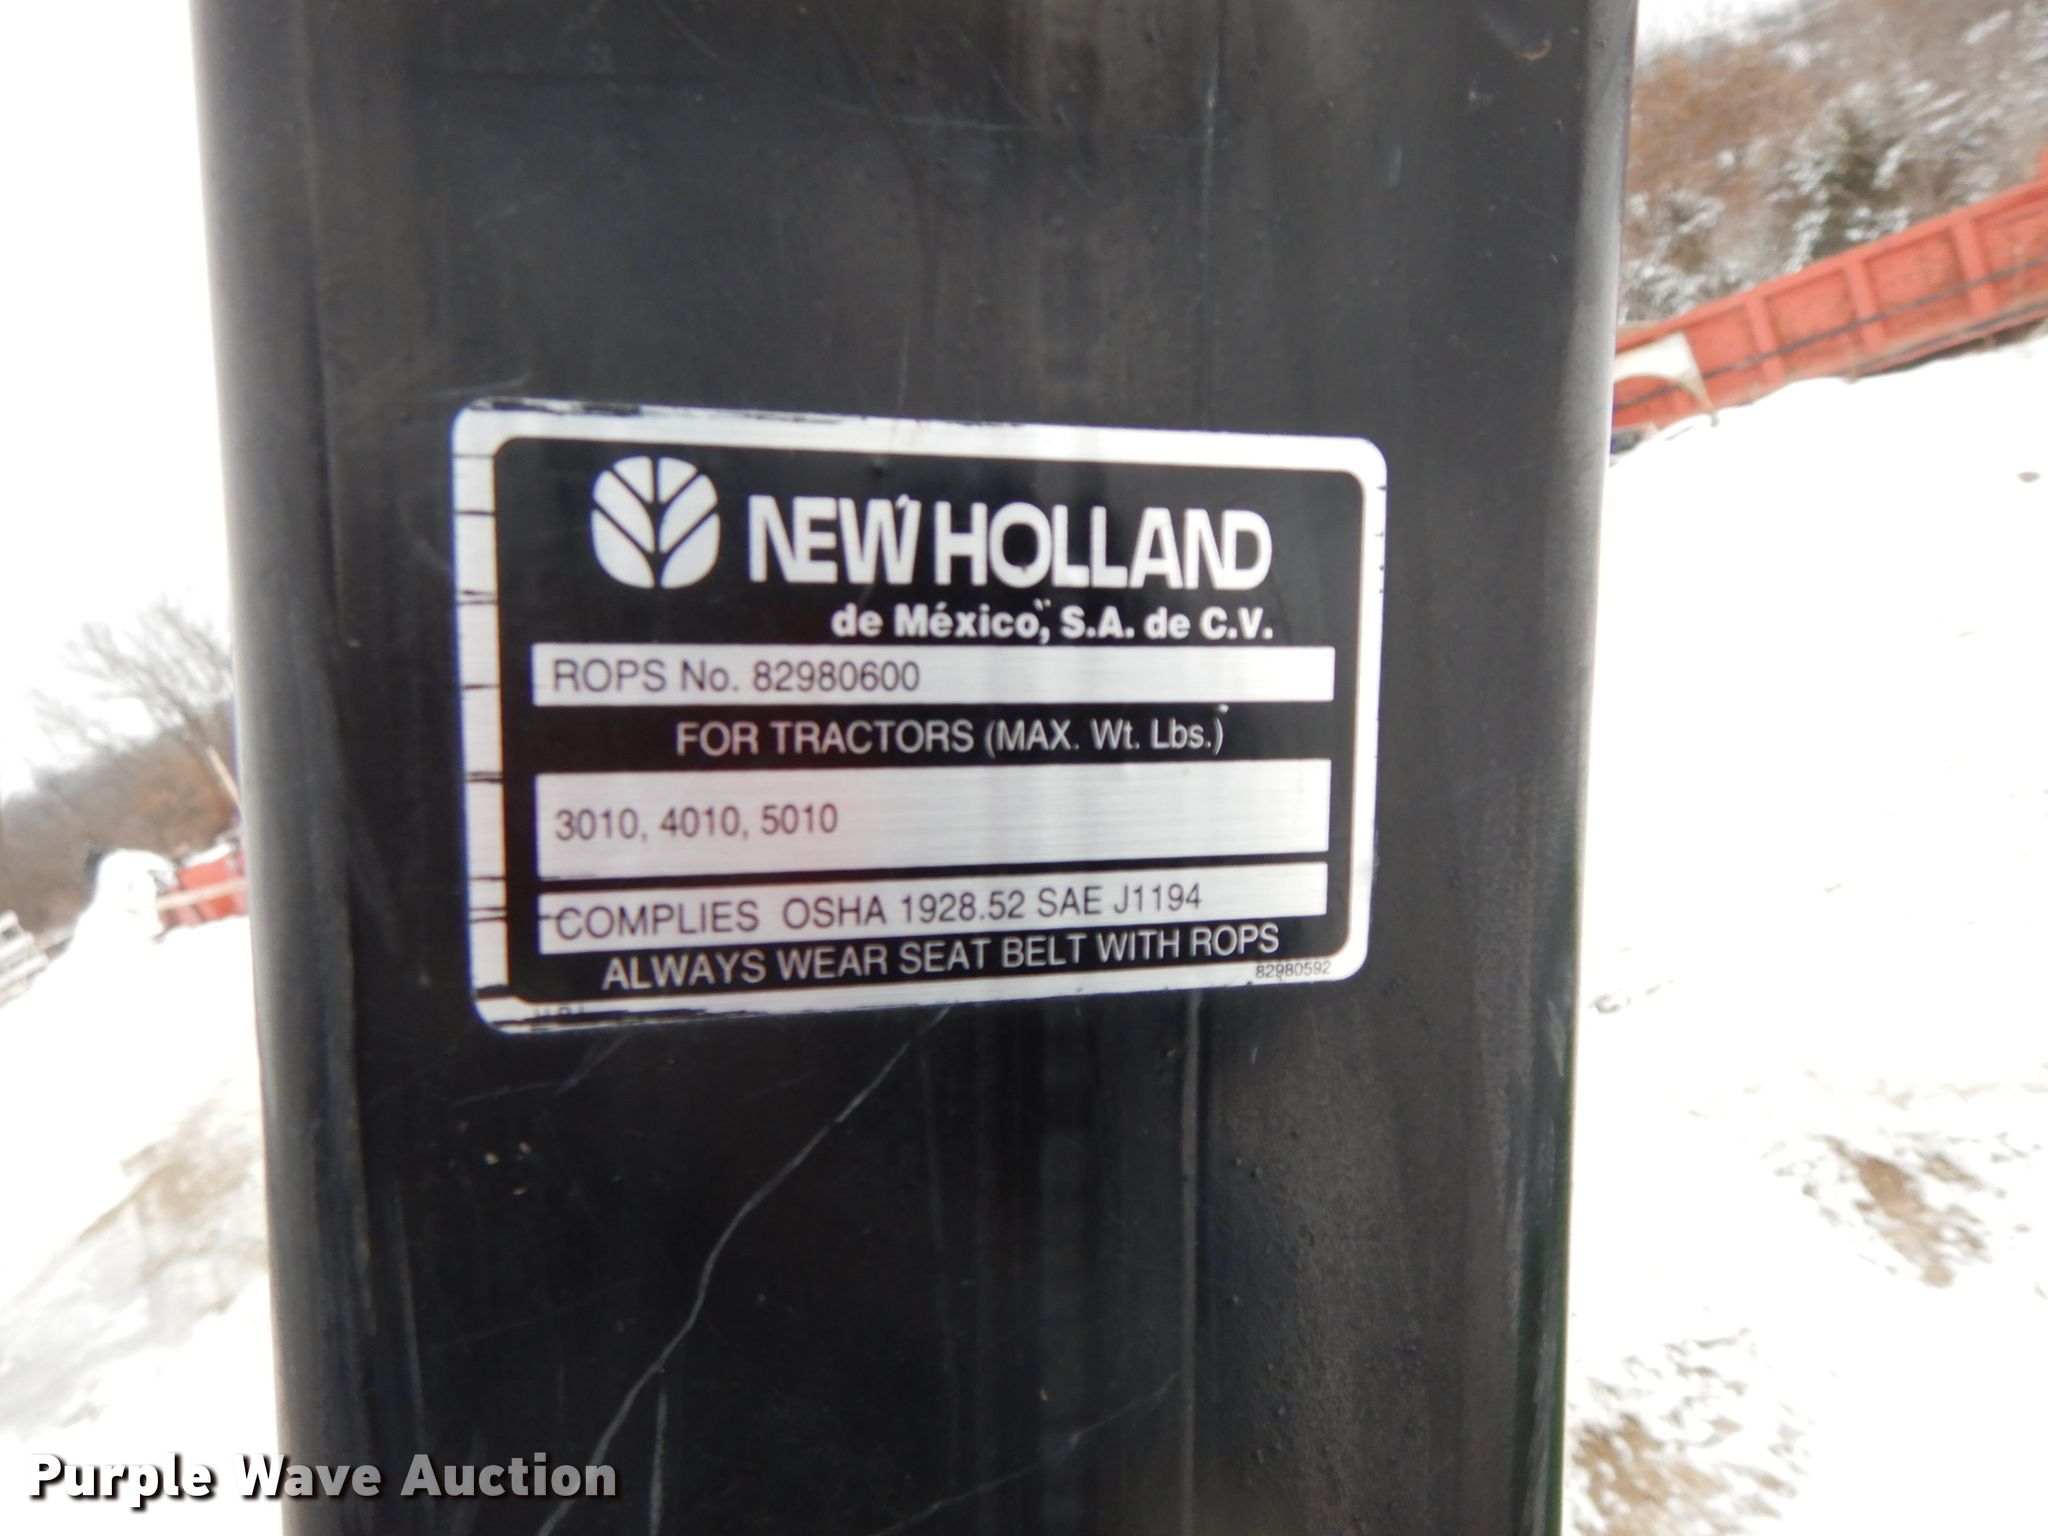 NEW HOLLAND
de México, S.A. de C.V.
ROPS No. 82980600
FOR TRACTORS (MAX. Wt. Lbs.)
3010, 4010, 5010
COMPLIES OSHA 1928.52 SAE J1194
ALWAYS WEAR SEAT BELT WITH ROPS
82980592
Purple Wave Auction